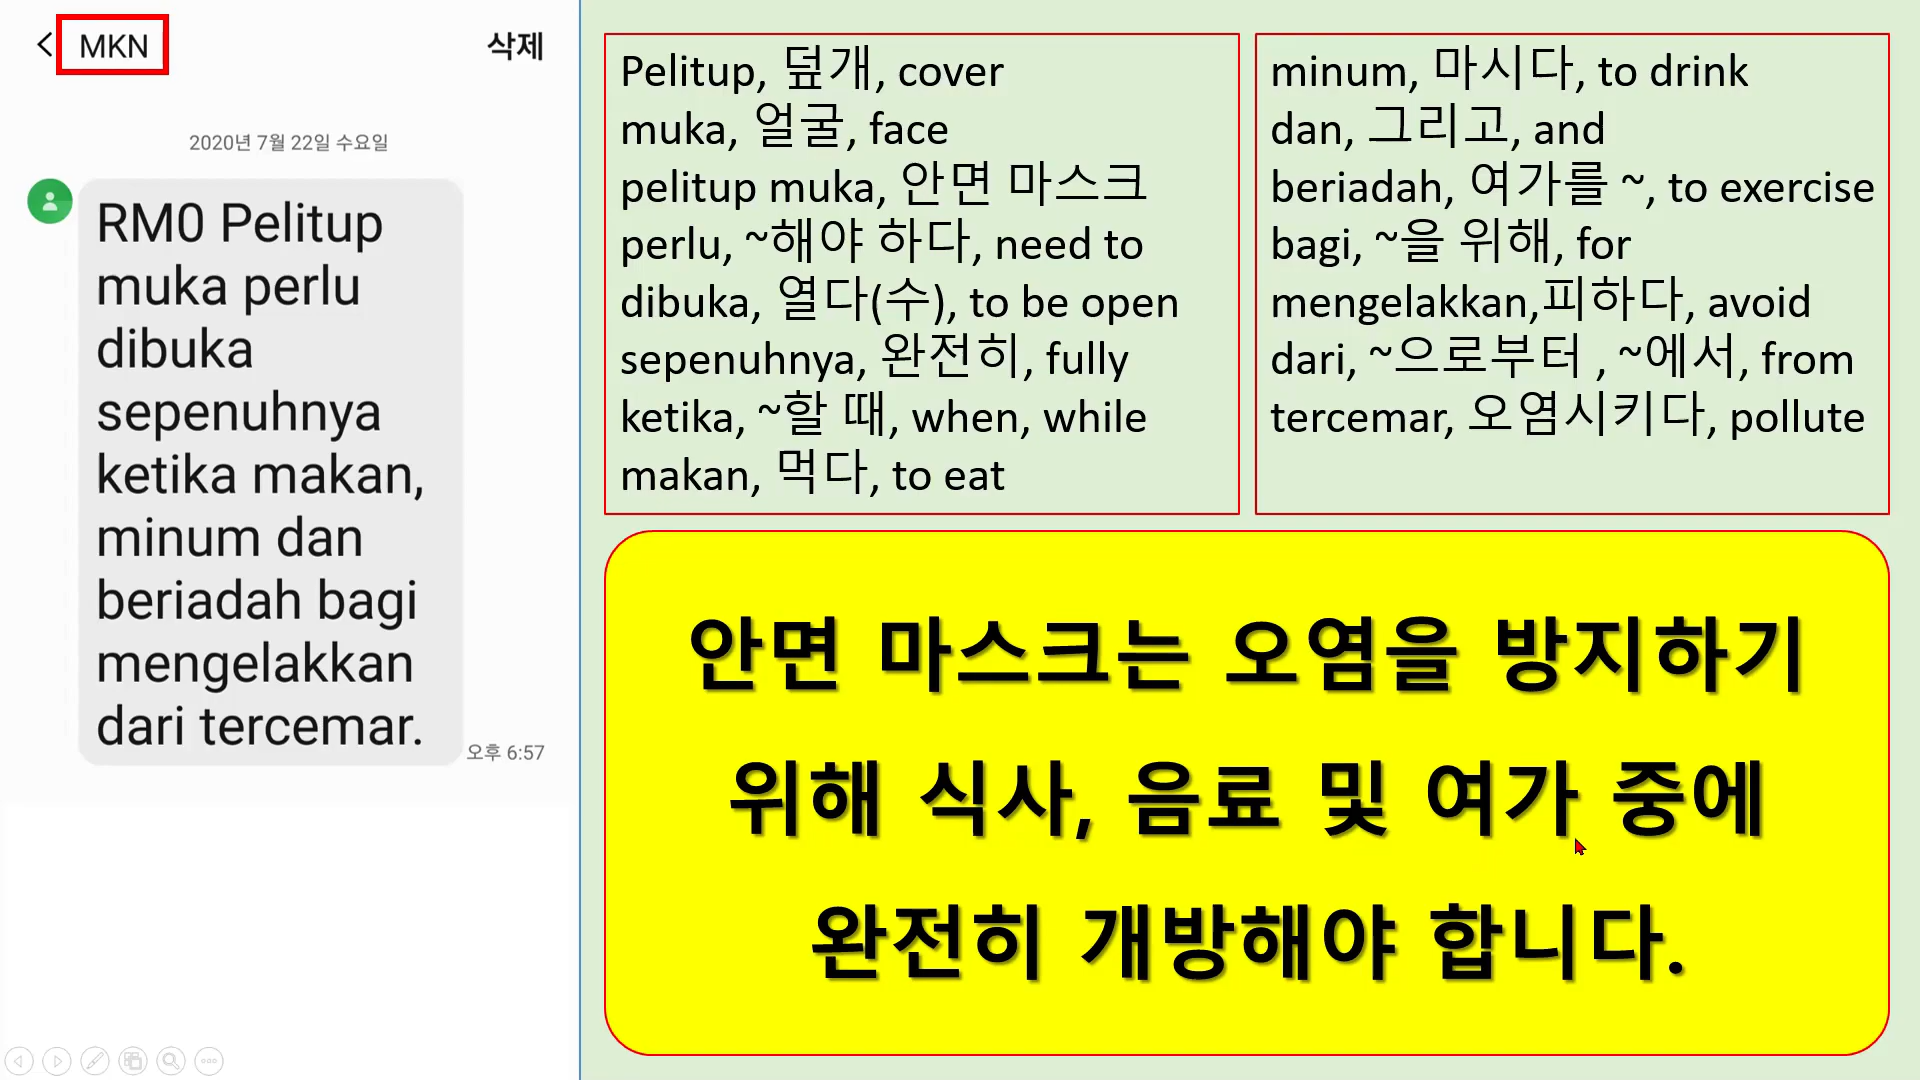 MKN
삭제
2020년 7월 22일 수요일
RM0 Pelitup
muka perlu
dibuka
sepenuhnya
ketika makan,
minum dan
beriadah bagi
mengelakkan
dari tercemar.
오후 6:57
Pelitup, 덮개, cover
muka, 얼굴, face
pelitup muka, 안면 마스크
perlu, ~해야 하다, need to
dibuka, 열다(수), to be open
sepenuhnya, 완전히, fully
ketika, ~할 때, when, while
makan, 먹다, to eat
minum, 마시다, to drink
dan, 그리고, and
beriadah, 여가를 ~, to exercise
bagi, ~을 위해, for
mengelakkan,피하다, avoid
dari, ~으로부터 , ~에서, from
tercemar, 오염시키다, pollute
안면 마스크는 오염을 방지하기
위해 식사, 음료 및 여가 중에
완전히 개방해야 합니다.